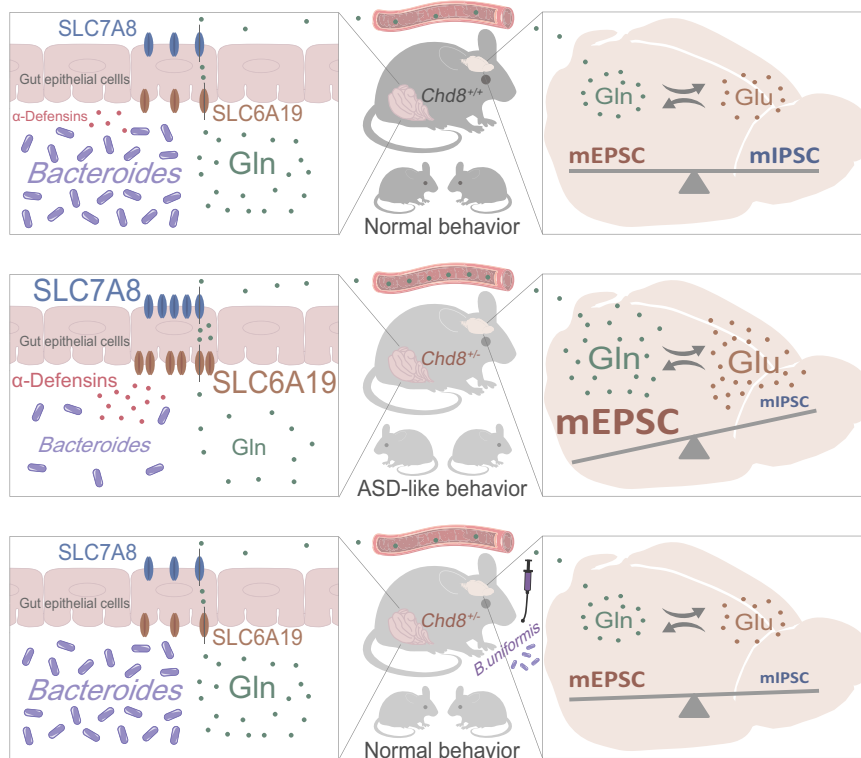 SLC7A8
Gut epithelial cellls
α-Defensins
SLC6A19
Bacteroides
Gln
Chd8+/+
Normal behavior
Gln
Glu
mEPSC
mIPSC
SLC7A8
Gut epithelial cellls
α-Defensins
SLC6A19
Bacteroides
Gln
Chd8+/-
ASD-like behavior
Gln
Glu
mEPSC
mIPSC
SLC7A8
Gut epithelial cellls
SLC6A19
Bacteroides
Gln
Chd8+/-
B.uniformis
Normal behavior
Gln
Glu
mEPSC
mIPSC